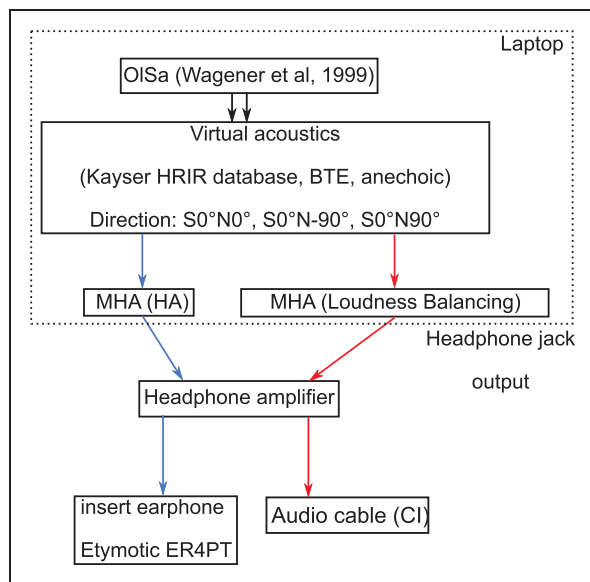 Laptop
OlSa (Wagener et al, 1999)
Virtual acoustics
(Kayser HRIR database, BTE, anechoic)
Direction: S0°N0°, S0°N-90°, S0°N90°
MHA (HA)
MHA (Loudness Balancing)
Headphone jack
output
Headphone amplifier
insert earphone
Etymotic ER4PT
Audio cable (CI)